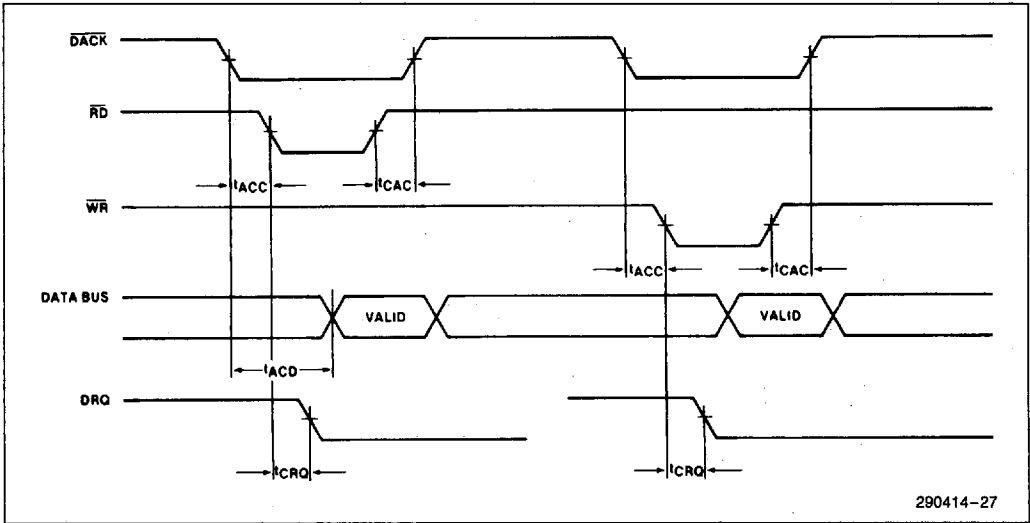 DACK
RD
tACC
tCAC
WR
tACC
tCAC
DATA BUS
VALID
VALID
tACD
DRQ
tCRQ
tCRQ
290414–27